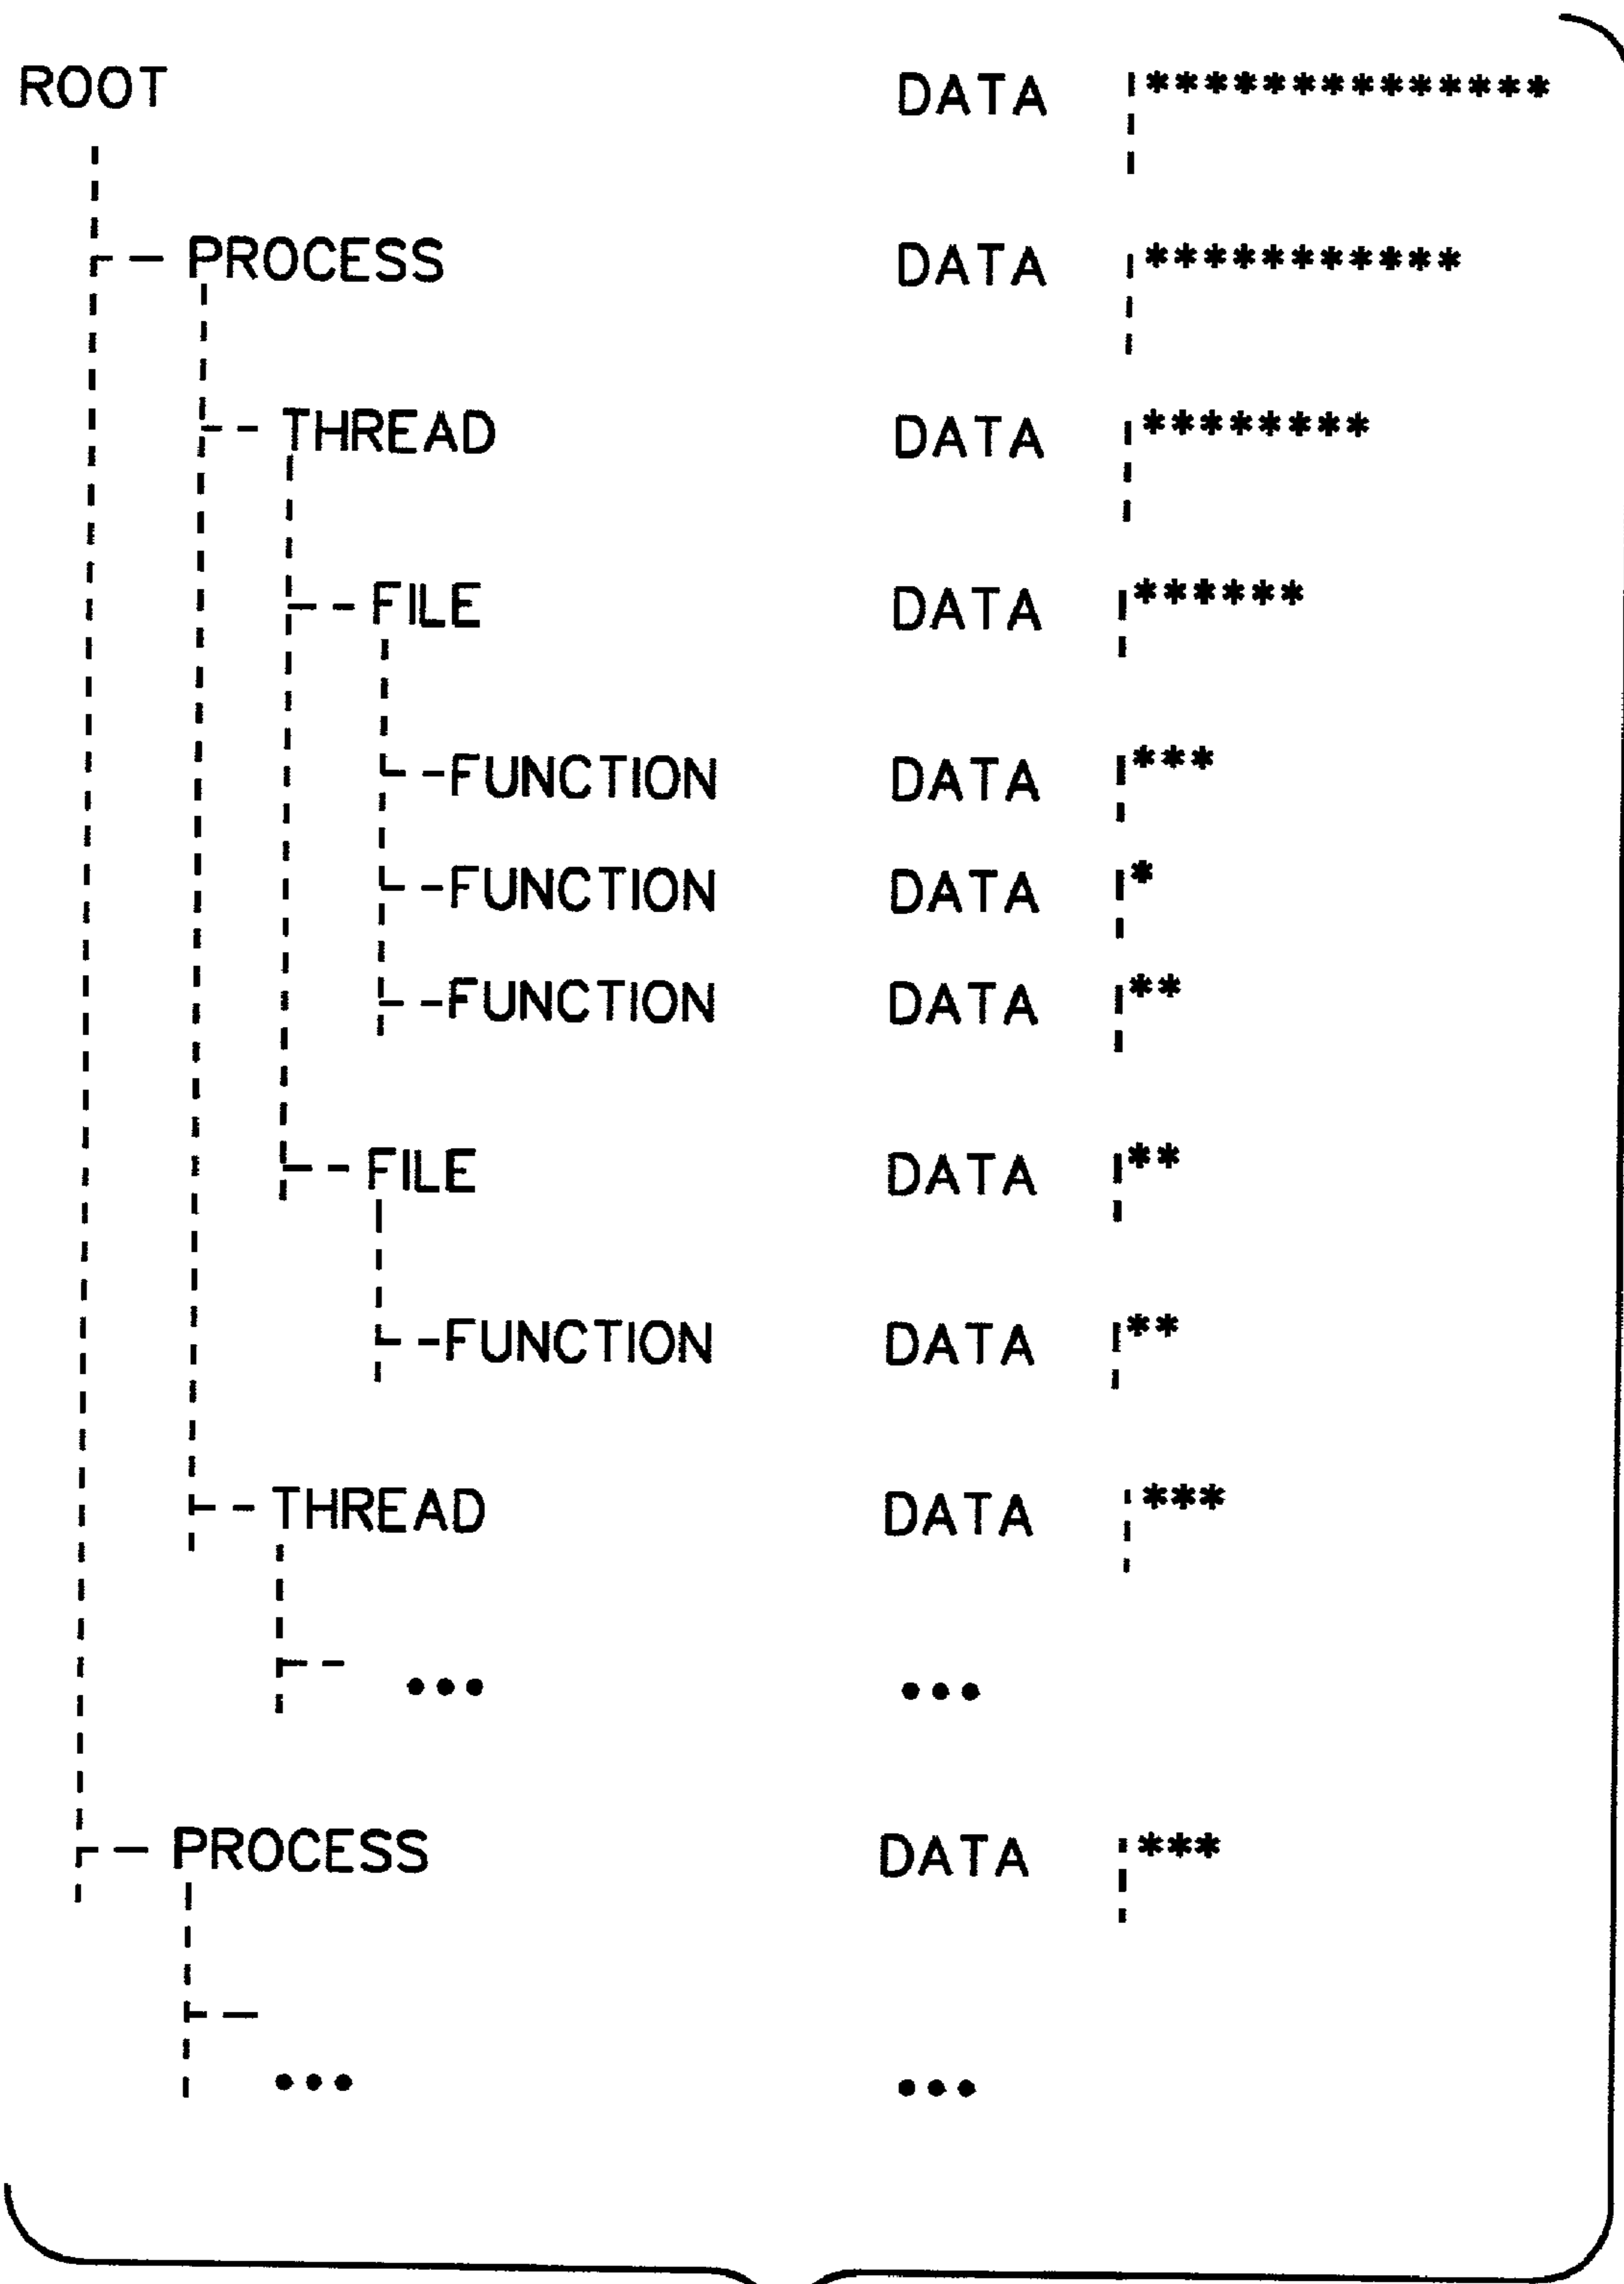 ROOT DATA **************
PROCESS DATA ***********
THREAD DATA ********
FILE DATA ******
FUNCTION DATA ***
FUNCTION DATA *
FUNCTION DATA **
FILE DATA **
FUNCTION DATA **
THREAD DATA ***
... ...
PROCESS DATA ***
... ...